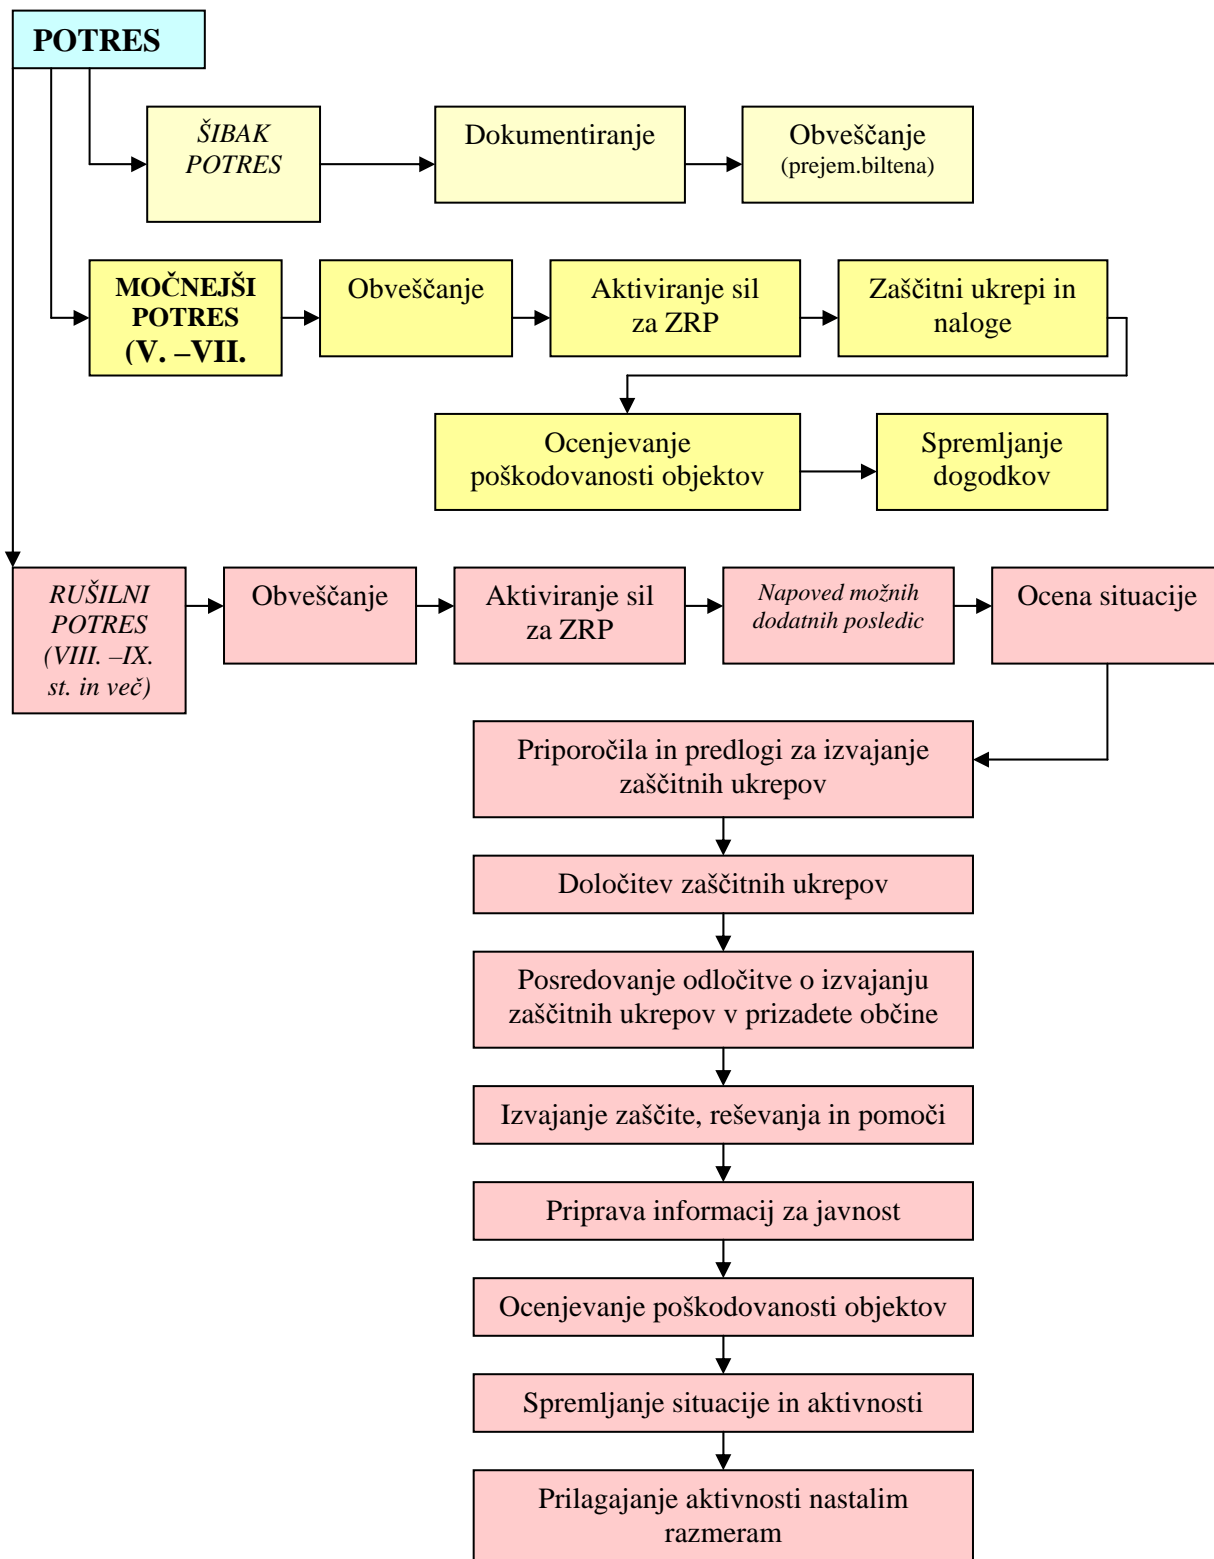 POTRES
ŠIBAK
POTRES
Dokumentiranje
Obveščanje
(prejem.biltena)
MOČNEJŠI
POTRES
(V. –VII.
Obveščanje
Aktiviranje sil
za ZRP
Zaščitni ukrepi in
naloge
Ocenjevanje
poškodovanosti objektov
Spremljanje
dogodkov
RUŠILNI
POTRES
(VIII. –IX.
st. in več)
Obveščanje
Aktiviranje sil
za ZRP
Napoved možnih
dodatnih posledic
Ocena situacije
Priporočila in predlogi za izvajanje
zaščitnih ukrepov
Določitev zaščitnih ukrepov
Posredovanje odločitve o izvajanju
zaščitnih ukrepov v prizadete občine
Izvajanje zaščite, reševanja in pomoči
Priprava informacij za javnost
Ocenjevanje poškodovanosti objektov
Spremljanje situacije in aktivnosti
Prilagajanje aktivnosti nastalim
razmeram